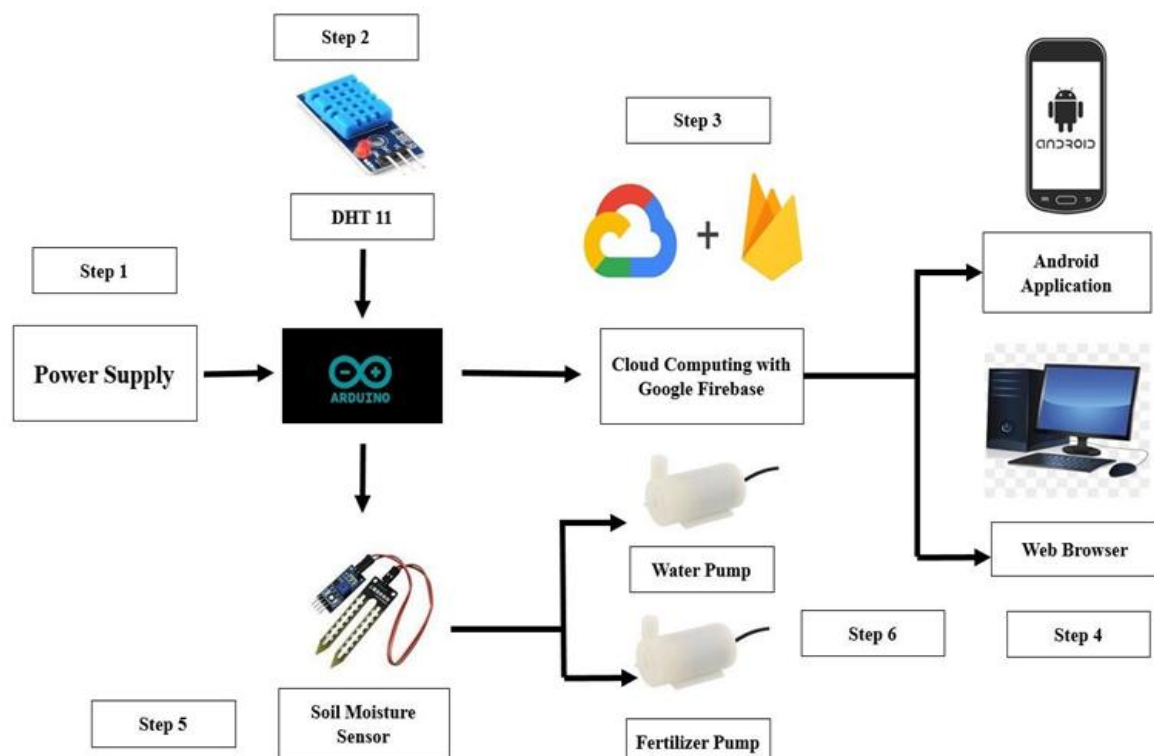 Step 2
Step 3
ANDROID
DHT 11
Step 1
Android
Application
Power Supply
ARDUINO
Cloud Computing with
Google Firebase
Water Pump
Web Browser
Step 6
Step 4
Step 5
Soil Moisture
Sensor
Fertilizer Pump